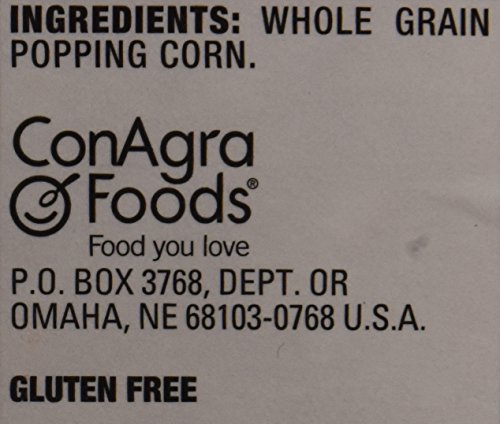 INGREDIENTS: WHOLE GRAIN
POPPING CORN.
ConAgra
Foods®
Food you love
P.O. BOX 3768, DEPT. OR
OMAHA, NE 68103-0768 U.S.A.
GLUTEN FREE